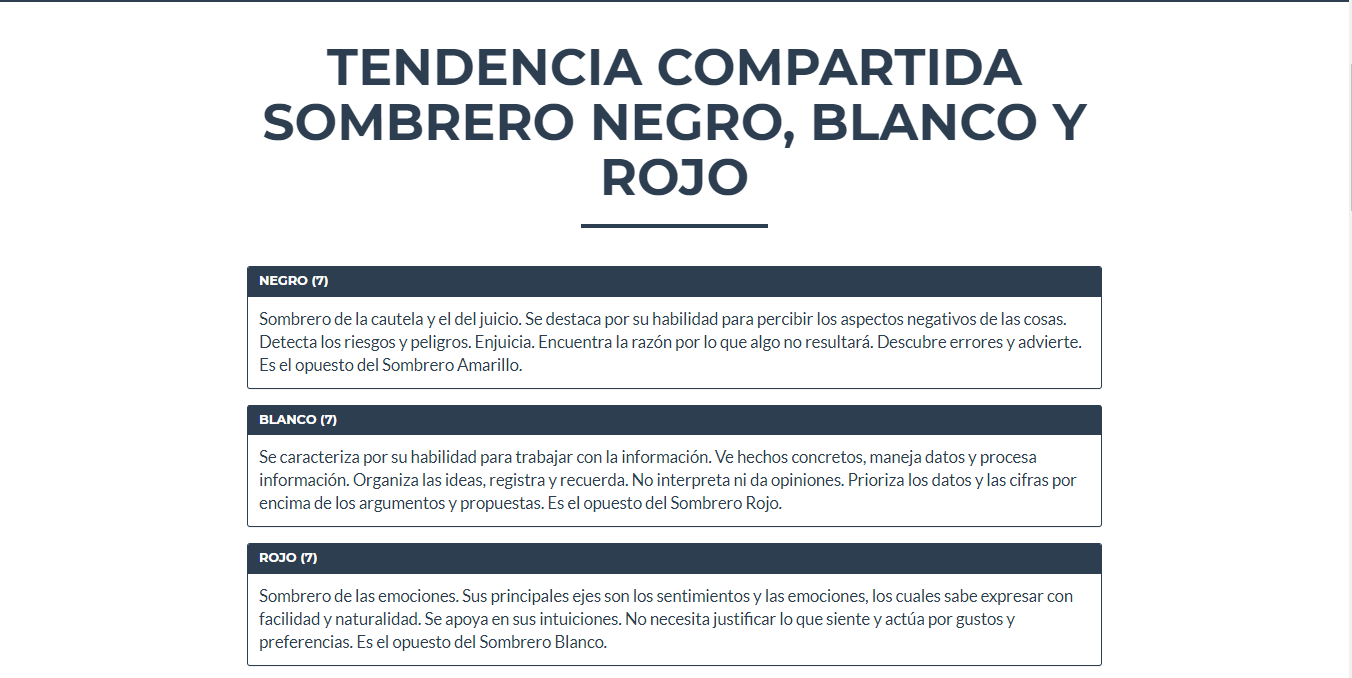 TENDENCIA COMPARTIDA
SOMBRERO NEGRO, BLANCO Y
ROJO
NEGRO (7)
Sombrero de la cautela y el del juicio. Se destaca por su habilidad para percibir los aspectos negativos de las cosas.
Detecta los riesgos y peligros. Enjuicia. Encuentra la razón por lo que algo no resultará. Descubre errores y advierte.
Es el opuesto del Sombrero Amarillo.
BLANCO (7)
Se caracteriza por su habilidad para trabajar con la información. Ve hechos concretos, maneja datos y procesa
información. Organiza las ideas, registra y recuerda. No interpreta ni da opiniones. Prioriza los datos y las cifras por
encima de los argumentos y propuestas. Es el opuesto del Sombrero Rojo.
ROJO (7)
Sombrero de las emociones. Sus principales ejes son los sentimientos y las emociones, los cuales sabe expresar con
facilidad y naturalidad. Se apoya en sus intuiciones. No necesita justificar lo que siente y actúa por gustos y
preferencias. Es el opuesto del Sombrero Blanco.